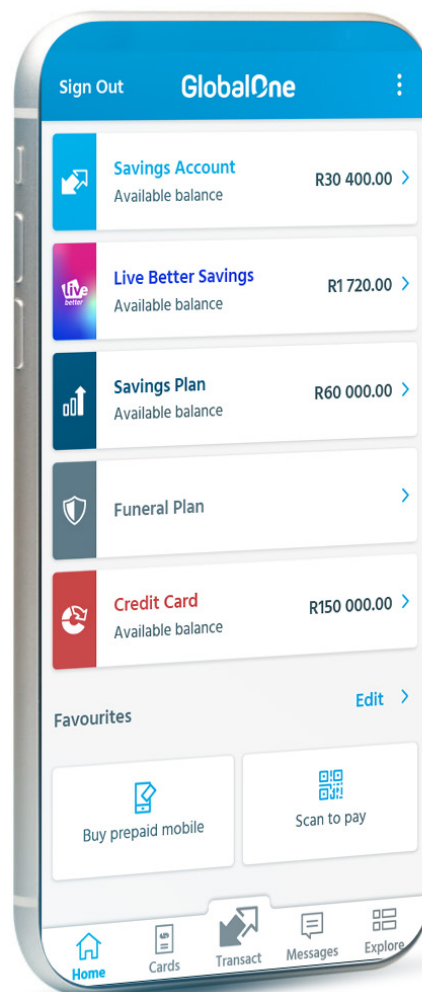 Sign Out GlobalOne
Savings Account
Available balance
R30 400.00
Live better
Live Better Savings
Available balance
R1 720.00
Savings Plan
Available balance
R60 000.00
Funeral Plan
Credit Card
Available balance
R150 000.00
Favourites
Edit
Buy prepaid mobile
Scan to pay
Home
Cards
Transact
Messages
Explore